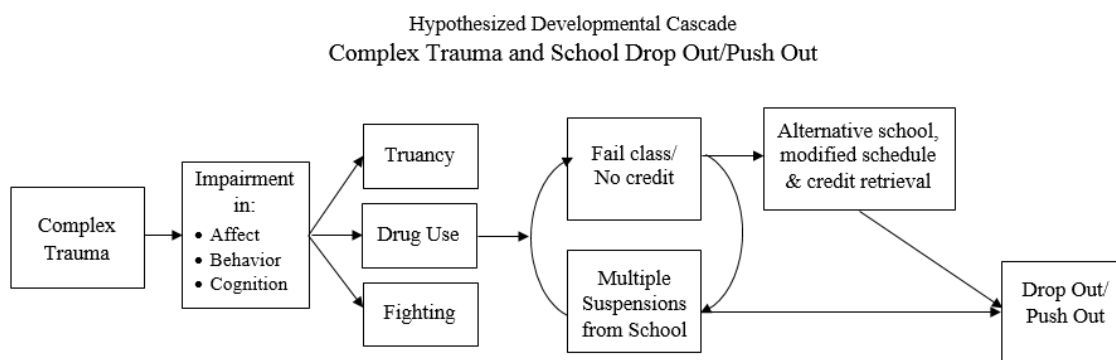 Hypothesized Developmental Cascade
Complex Trauma and School Drop Out/Push Out
Complex
Trauma
Impairment
in:
• Affect
• Behavior
• Cognition
Truancy
Drug Use
Fighting
Fail class/
No credit
Multiple
Suspensions
from School
Alternative school,
modified schedule
& credit retrieval
Drop Out/
Push Out